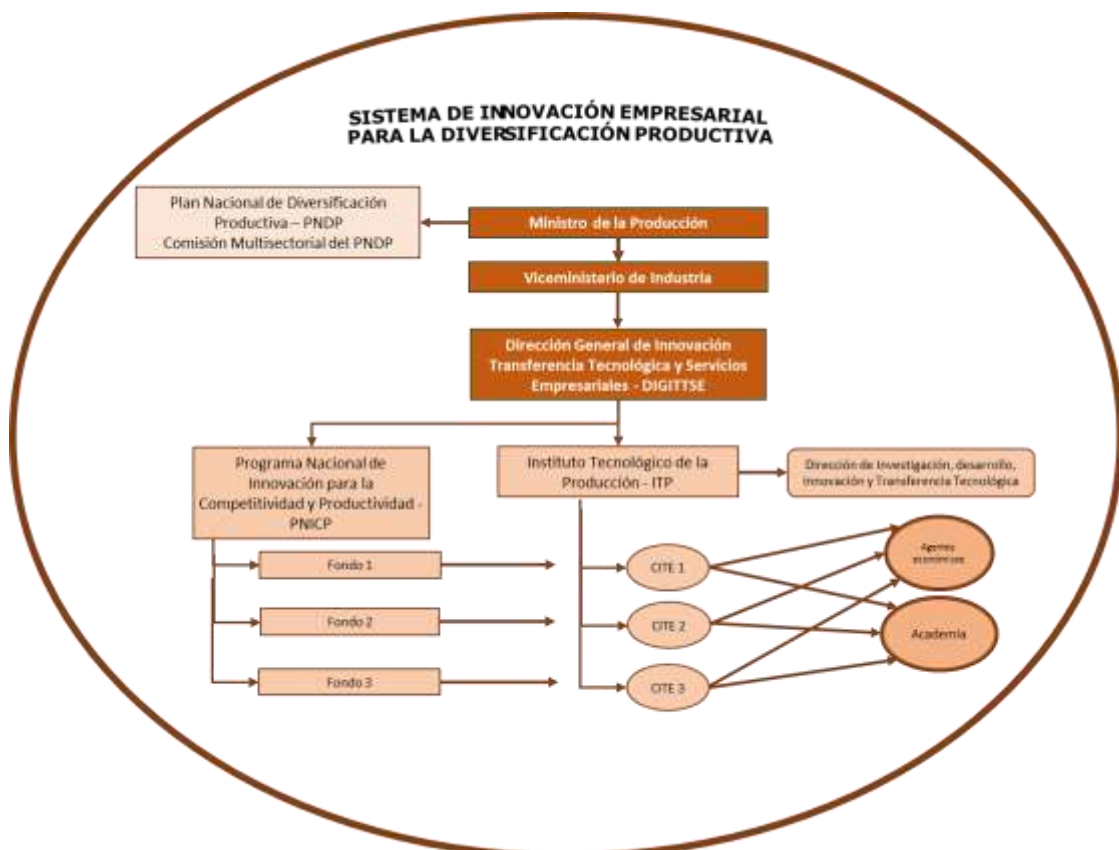 SISTEMA DE INNOVACIÓN EMPRESARIAL
PARA LA DIVERSIFICACIÓN PRODUCTIVA
Plan Nacional de Diversificación
Productiva – PNDP
Comisión Multisectorial del PNDP
Ministro de la Producción
Viceministerio de Industria
Dirección General de Innovación
Transferencia Tecnológica y Servicios
Empresariales - DIGITTSE
Programa Nacional de
Innovación para la
Competitividad y Productividad -
PNICP
Instituto Tecnológico de la
Producción - ITP
Dirección de Investigación, desarrollo,
Innovación y Transferencia Tecnológica
Fondo 1
Fondo 2
Fondo 3
CITE 1
CITE 2
CITE 3
Agentes
económicos
Academia